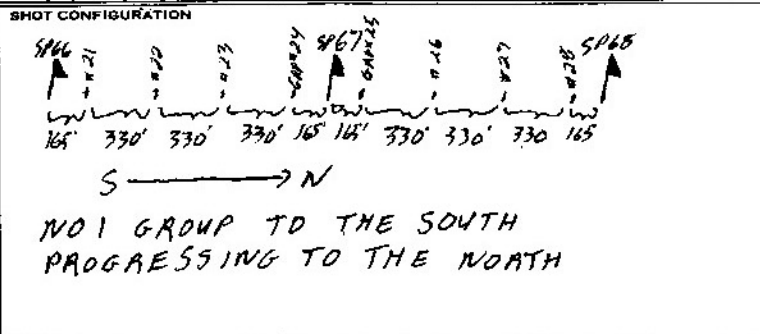 SHOT CONFIGURATION
SP66 #21 #22 #23 GAP#24 SP67 GAP#25 #26 #27 #28 SP68
165' 330' 330' 330' 165' 165' 330' 330' 330 165
S N
NO 1 GROUP TO THE SOUTH
PROGRESSING TO THE NORTH